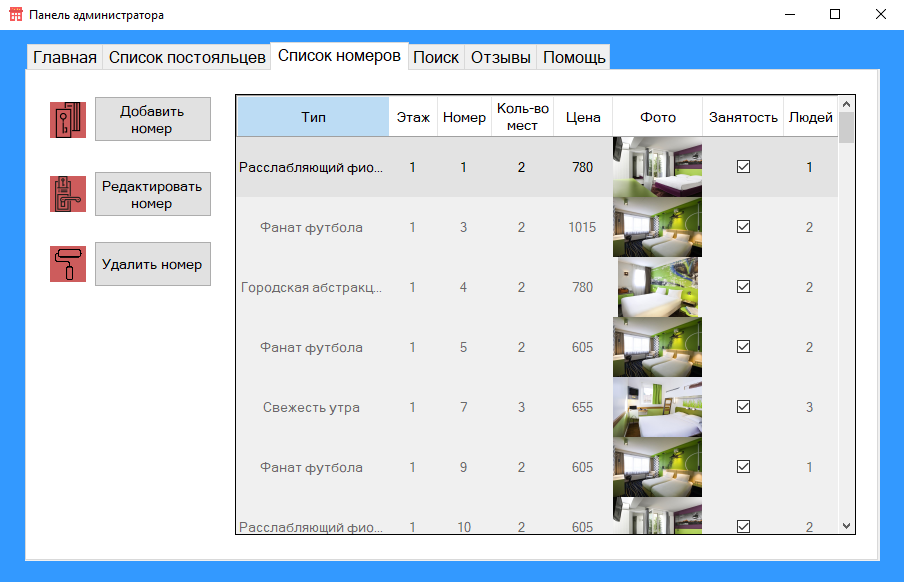 Панель администратора
Главная Список постояльцев Список номеров Поиск Отзывы Помощь
Добавить
номер
Редактировать
номер
Удалить номер
Тип Этаж Номер Коль-во мест Цена Фото Занятость Людей
Расслабляющий фио... 1 1 2 780 1
Фанат футбола 1 3 2 1015 2
Городская абстракц... 1 4 2 780 2
Фанат футбола 1 5 2 605 2
Свежесть утра 1 7 3 655 3
Фанат футбола 1 9 2 605 1
Расслабляющий фио... 1 10 2 605 2